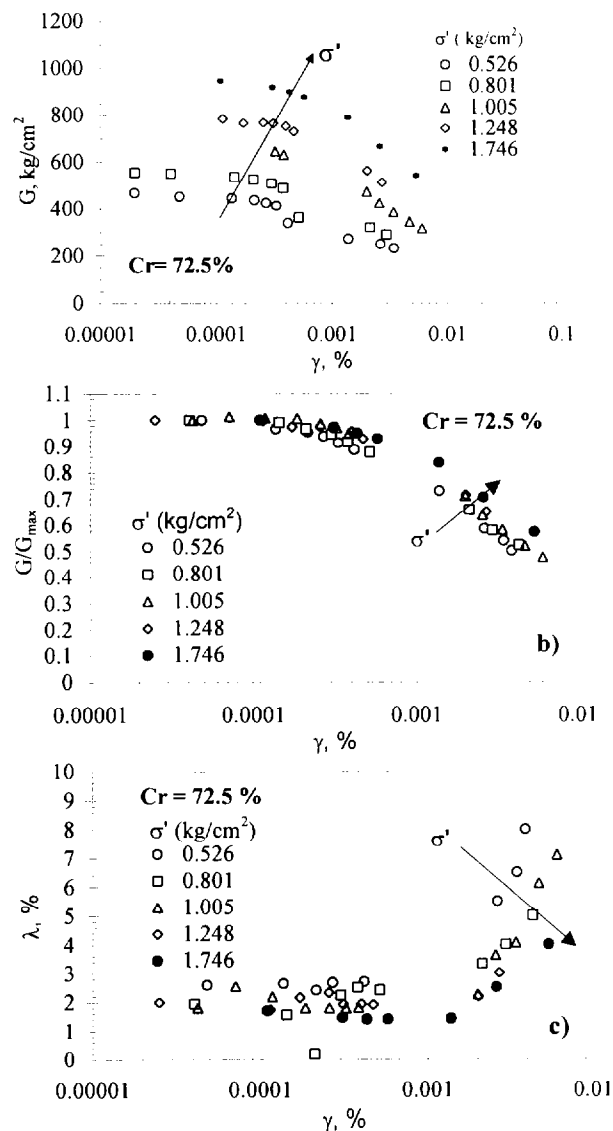 1200
1000
800
600
400
200
0
G, kg/cm²
σ'
σ' ( kg/cm²)
0.526
0.801
1.005
1.248
1.746
Cr= 72.5%
0.00001 0.0001 0.001 0.01 0.1
γ, %
1.1
1
0.9
0.8
0.7
0.6
0.5
0.4
0.3
0.2
0.1
0
G/Gmax
Cr = 72.5 %
σ'
σ' (kg/cm²)
0.526
0.801
1.005
1.248
1.746
b)
0.00001 0.0001 0.001 0.01
γ, %
10
9
8
7
6
5
4
3
2
1
0
λ, %
Cr = 72.5 %
σ' (kg/cm²)
0.526
0.801
1.005
1.248
1.746
σ'
c)
0.00001 0.0001 0.001 0.01
γ, %